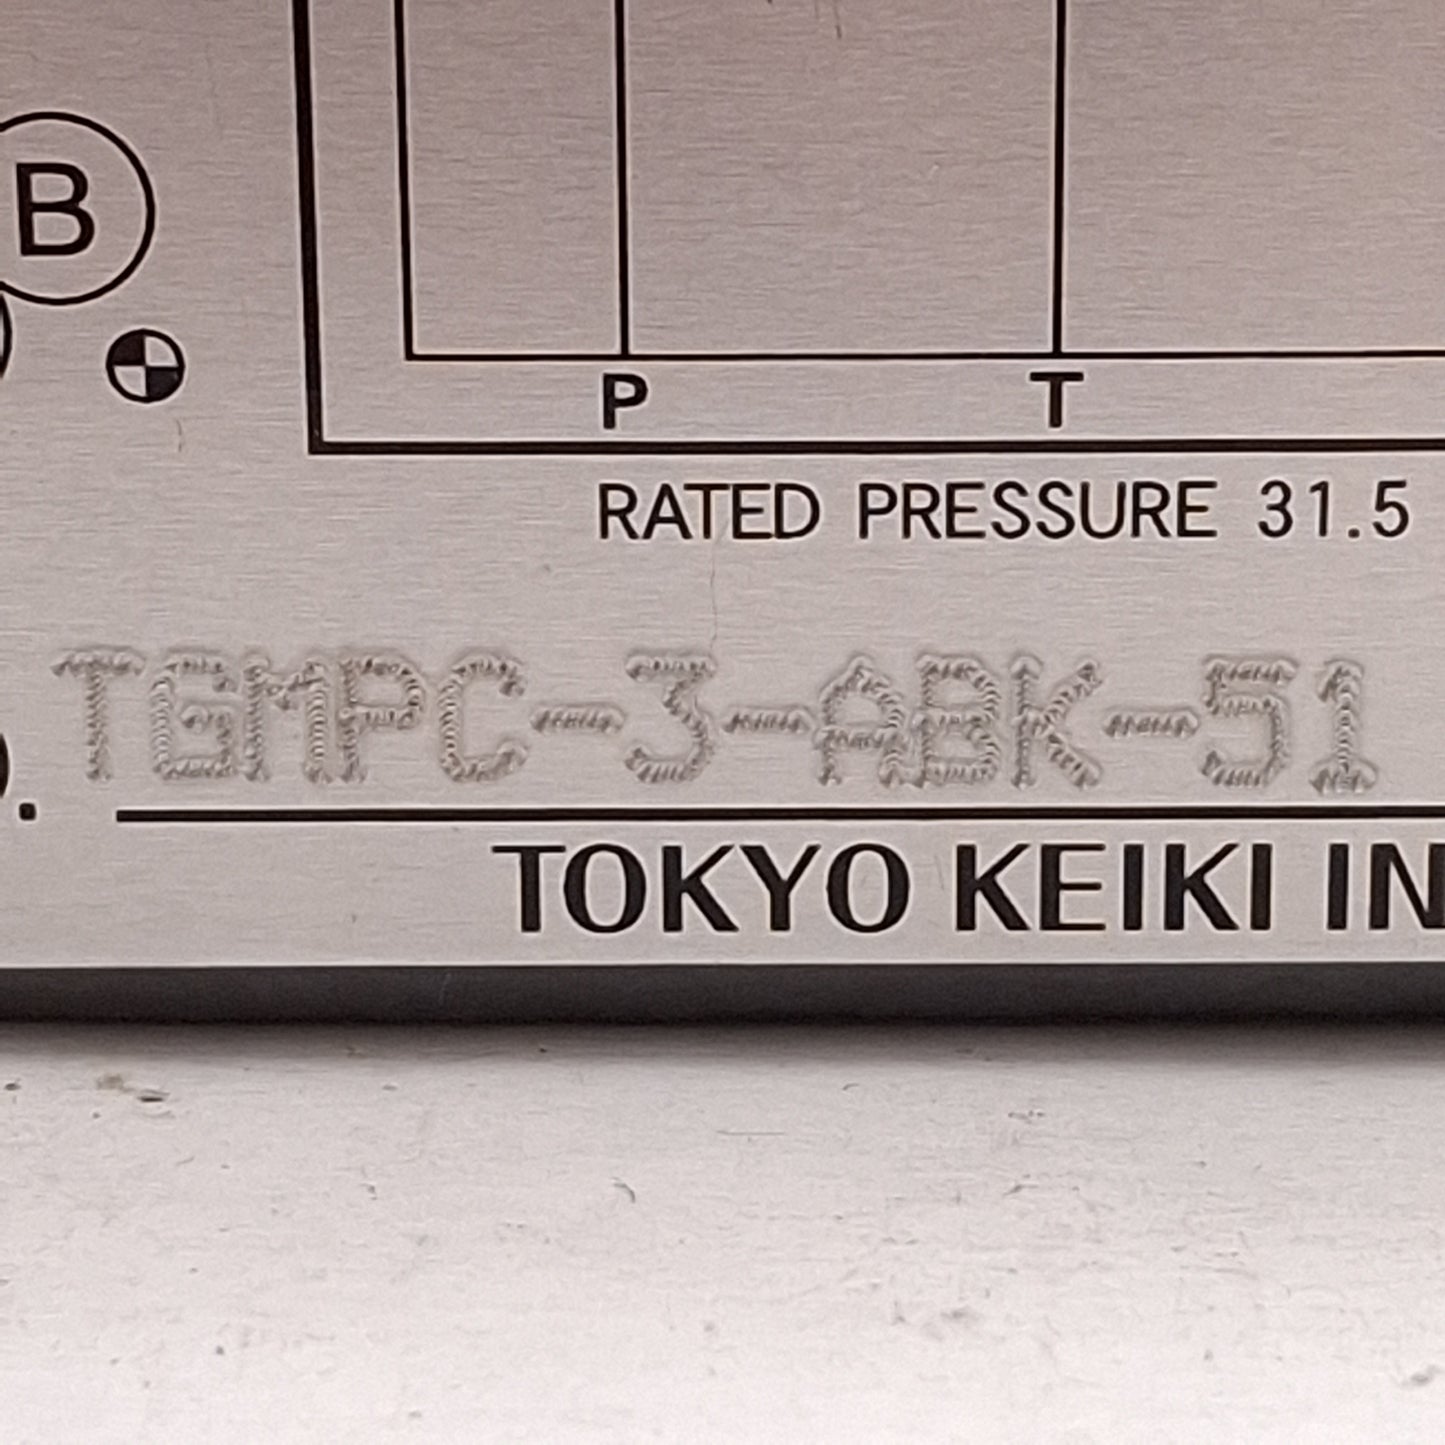 B
P T
RATED PRESSURE 31.5
TGMPC-3-ABK-51
.
TOKYO KEIKI IN